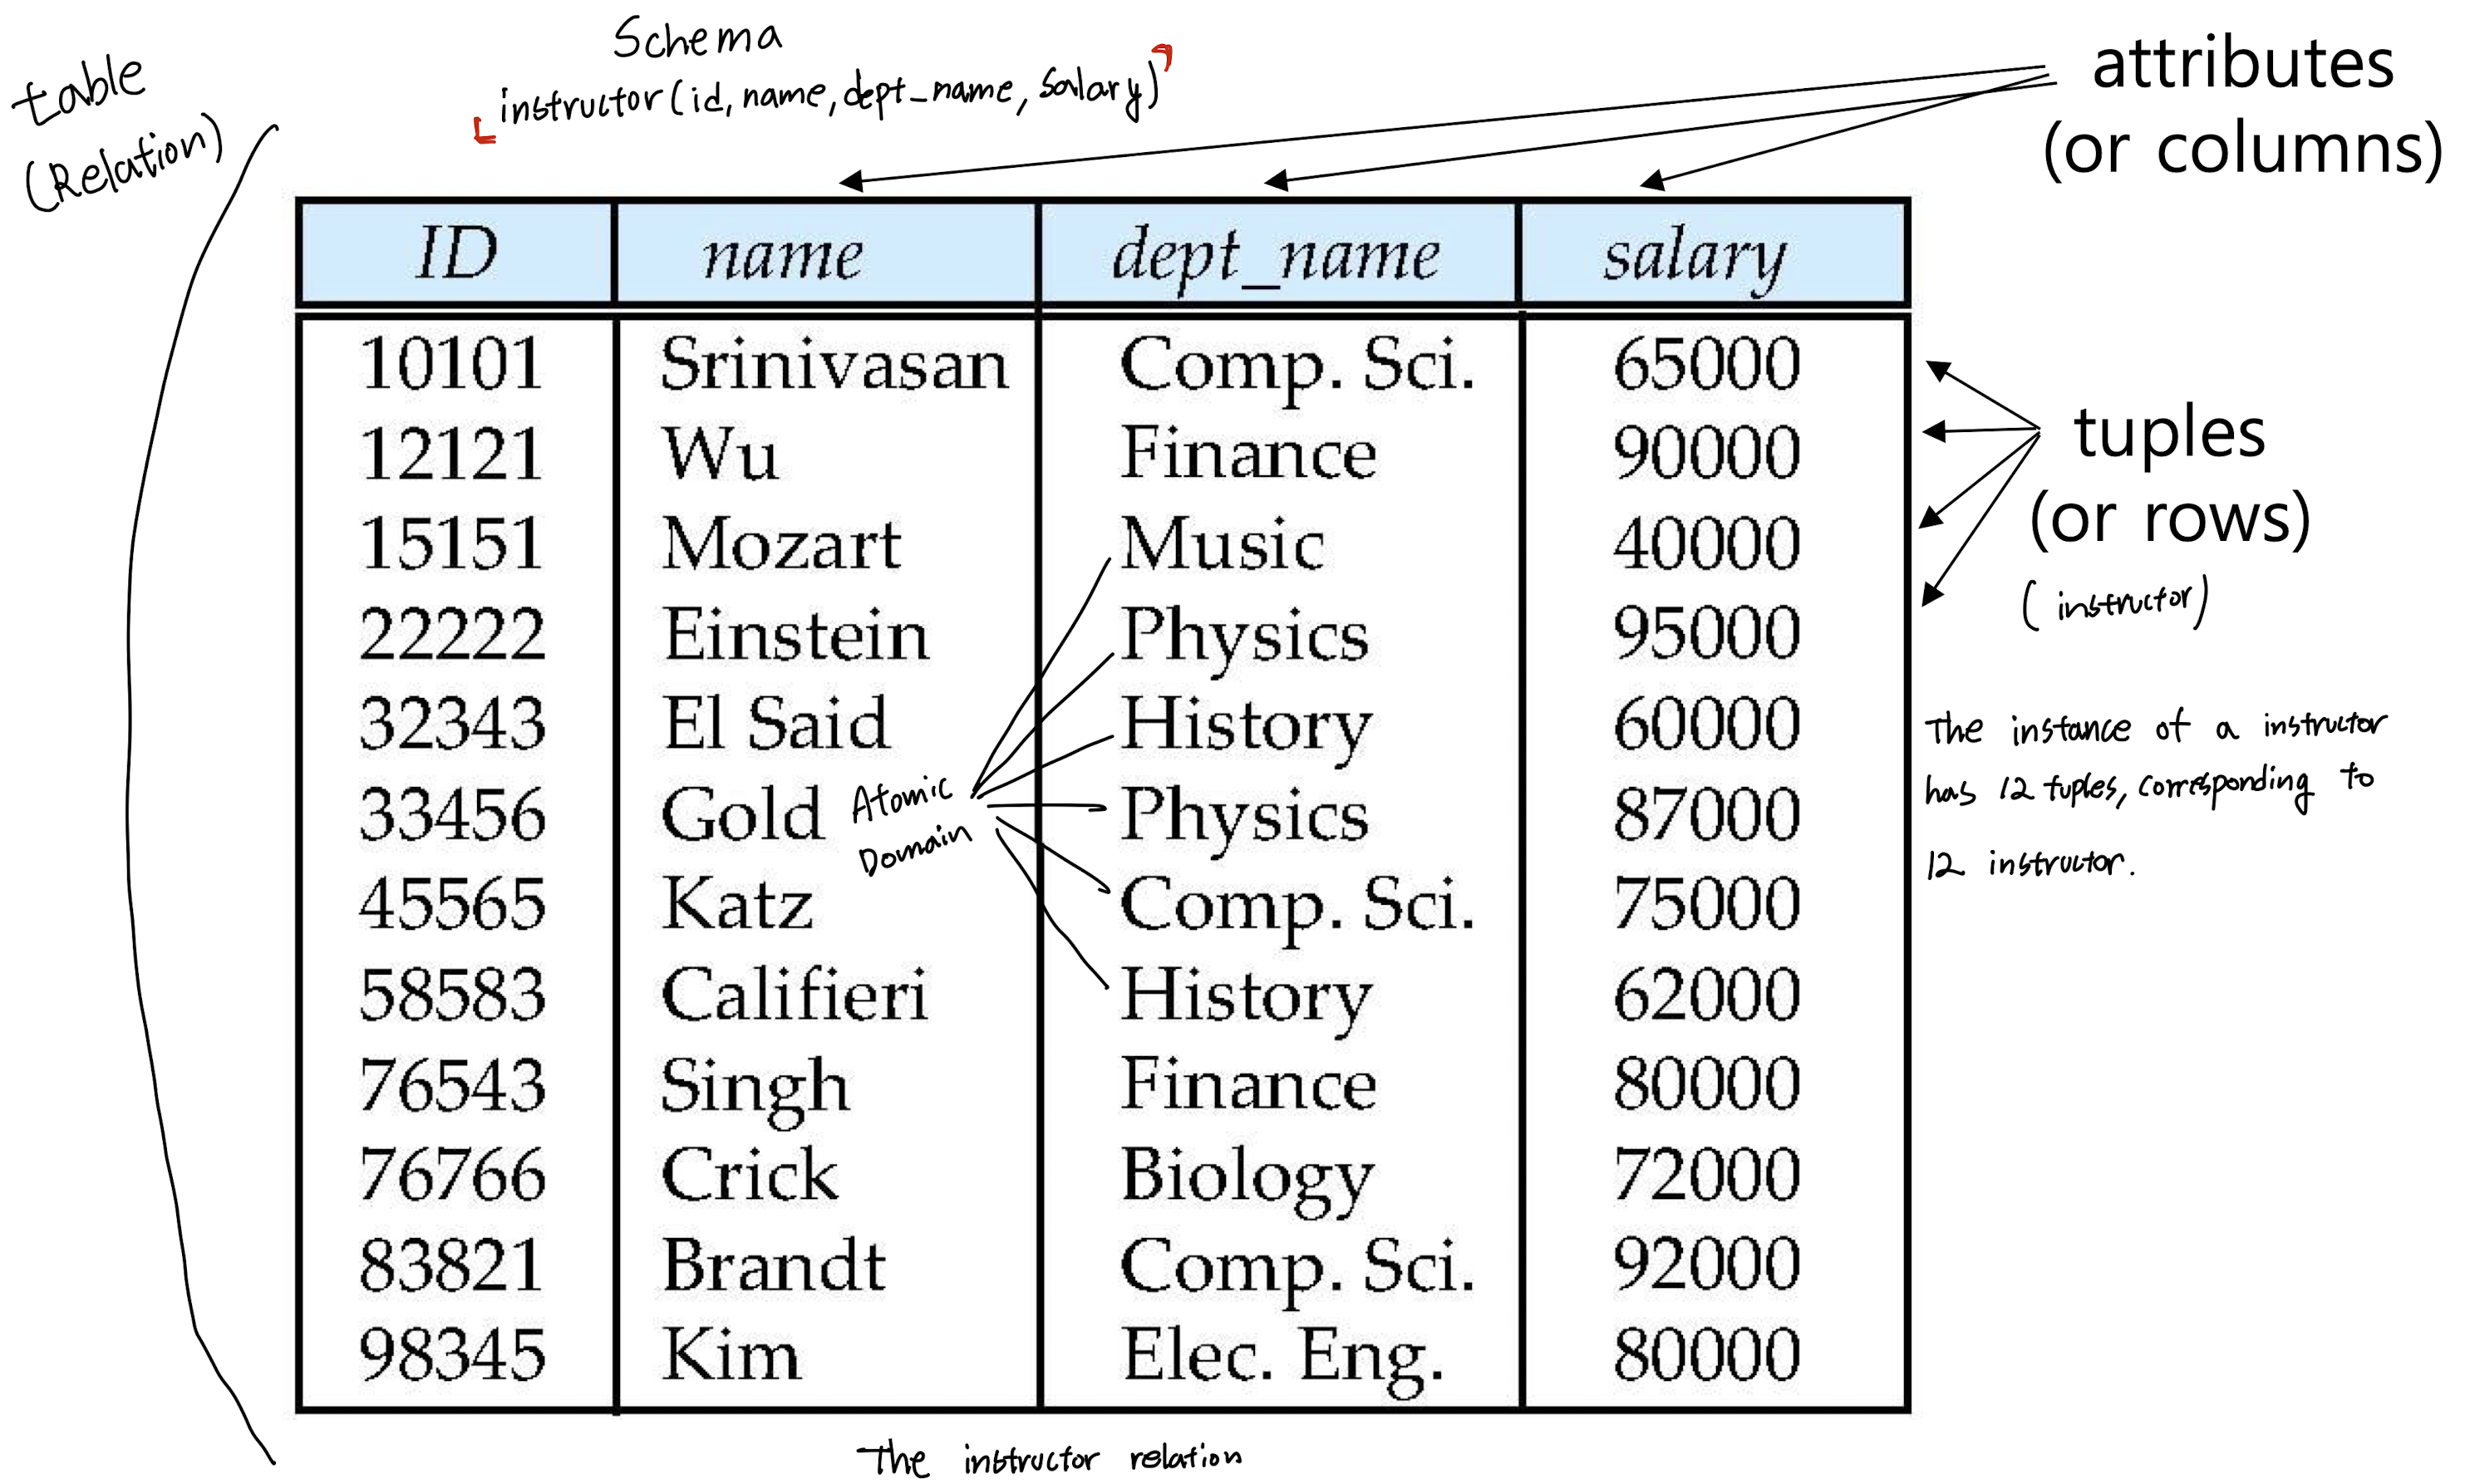 Schema
instructor(id, name, dept_name, salary)
table
(Relation)
attributes
(or columns)
ID name dept_name salary
10101 Srinivasan Comp. Sci. 65000
12121 Wu Finance 90000
15151 Mozart Music 40000
22222 Einstein Physics 95000
32343 El Said History 60000
33456 Gold Physics 87000
45565 Katz Comp. Sci. 75000
58583 Califieri History 62000
76543 Singh Finance 80000
76766 Crick Biology 72000
83821 Brandt Comp. Sci. 92000
98345 Kim Elec. Eng. 80000
Atomic
Domain
tuples
(or rows)
(instructor)
The instance of a instructor
has 12 tuples, corresponding to
12 instructor.
The instructor relation